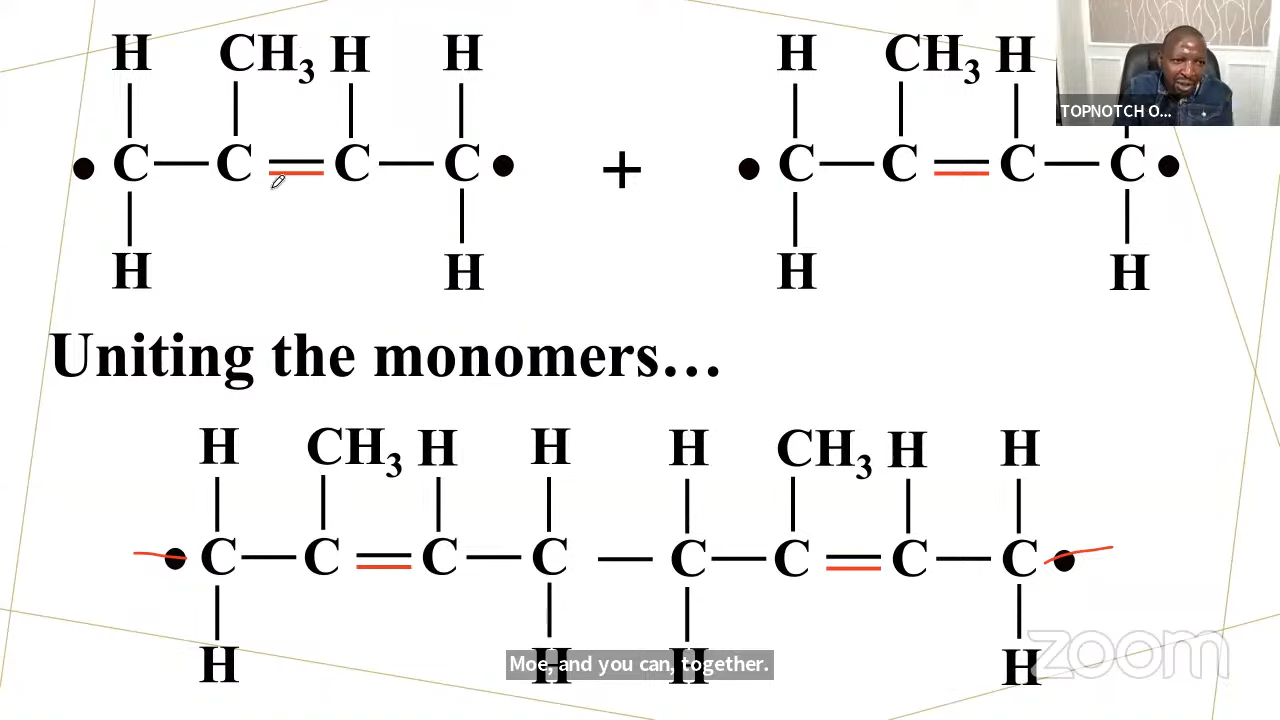 H CH3 H H H CH3 H
TOPNOTCH O...
C C C C + C C C C
H H H H
Uniting the monomers…
H CH3 H H H CH3 H H
C C C C C C C C
H H H H
Moe, and you can, together.
zoom